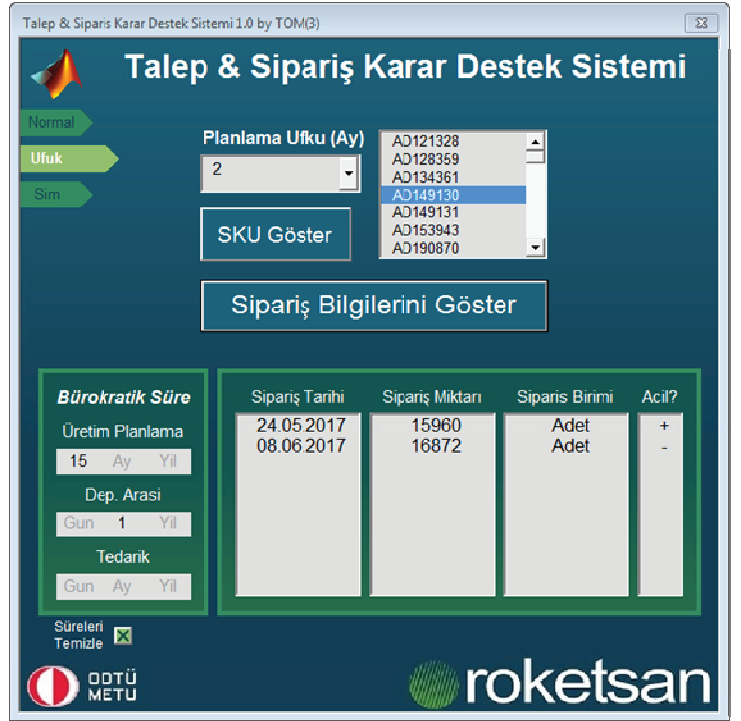 Talep & Siparis Karar Destek Sistemi 1.0 by TOM(3)
Talep & Sipariş Karar Destek Sistemi
Normal
Ufuk
Sim
Planlama Ufku (Ay)
2
SKU Göster
AD121328
AD128359
AD134361
AD149130
AD149131
AD153943
AD190870
Sipariş Bilgilerini Göster
Bürokratik Süre
Üretim Planlama
15 Ay Yil
Dep. Arasi
Gun 1 Yil
Tedarik
Gun Ay Yil
Sipariş Tarihi Sipariş Miktarı Siparis Birimi Acil?
24.05.2017 15960 Adet +
08.06.2017 16872 Adet -
Süreleri
Temizle
ODTÜ
METU
roketsan